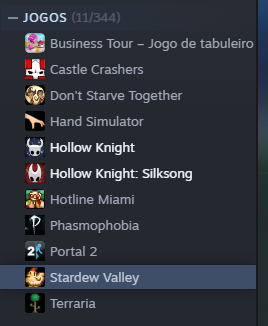 — JOGOS (11/344)
Business Tour – Jogo de tabuleiro
Castle Crashers
Don't Starve Together
Hand Simulator
Hollow Knight
Hollow Knight: Silksong
Hotline Miami
Phasmophobia
Portal 2
Stardew Valley
Terraria